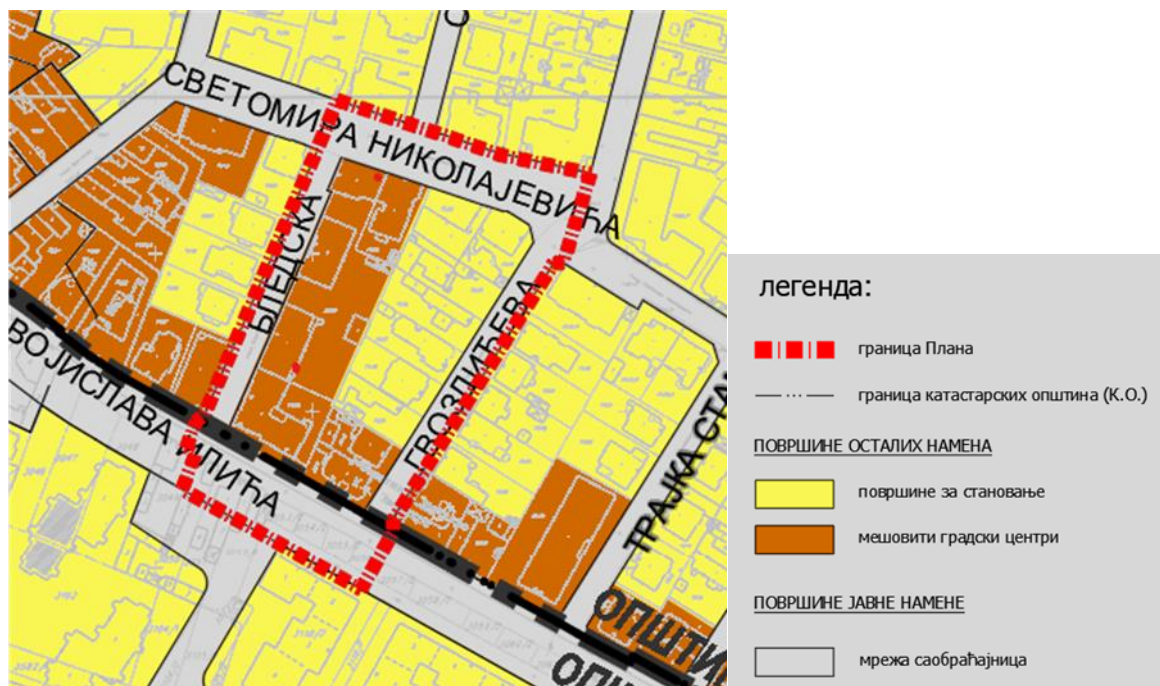 СВЕТОМИРА НИКОЛАЈЕВИЋА
БЛЕДСКА
ГВОЗДИЋЕВА
ВОЈИСЛАВА ИЛИЋА
ТРАЈКА СТА
ОПШТИ
ОП
легенда:
граница Плана
граница катастарских општина (К.О.)
ПОВРШИНЕ ОСТАЛИХ НАМЕНА
површине за становање
мешовити градски центри
ПОВРШИНЕ ЈАВНЕ НАМЕНЕ
мрежа саобраћајница